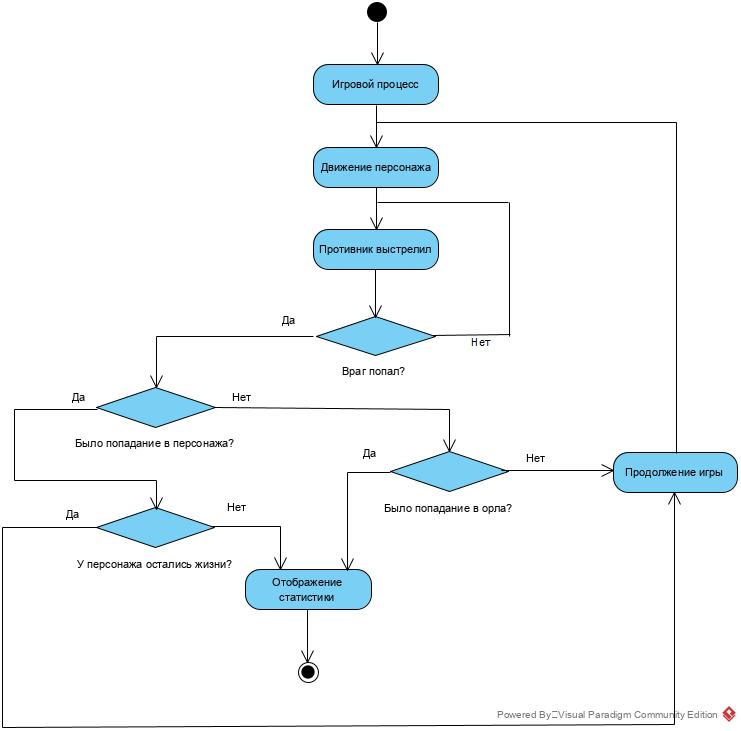 Игровой процесс
Движение персонажа
Противник выстрелил
Да
Нет
Враг попал?
Да
Нет
Было попадание в персонажа?
Да
Нет
Было попадание в орла?
Продолжение игры
Да
Нет
У персонажа остались жизни?
Отображение
статистики
Powered By Visual Paradigm Community Edition